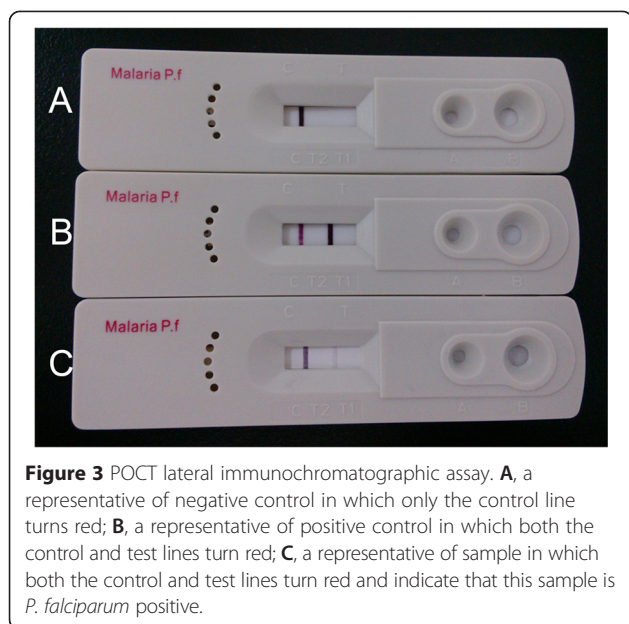 Malaria P.f
C T
A
C T2 T1
A B
Malaria P.f
C T
B
C T2 T1
A B
Malaria P.f
C T
C
C T2 T1
A B
Figure 3 POCT lateral immunochromatographic assay. A, a
representative of negative control in which only the control line
turns red; B, a representative of positive control in which both the
control and test lines turn red; C, a representative of sample in which
both the control and test lines turn red and indicate that this sample is
P. falciparum positive.